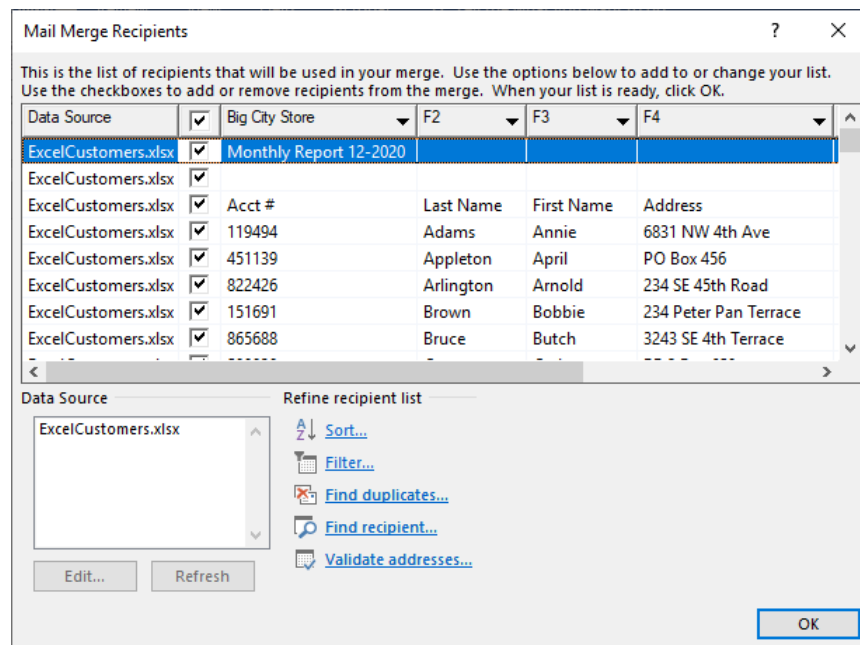 Mail Merge Recipients ?
This is the list of recipients that will be used in your merge. Use the options below to add to or change your list.
Use the checkboxes to add or remove recipients from the merge. When your list is ready, click OK.
Data Source Big City Store F2 F3 F4
ExcelCustomers.xlsx Monthly Report 12-2020
ExcelCustomers.xlsx
ExcelCustomers.xlsx Acct # Last Name First Name Address
ExcelCustomers.xlsx 119494 Adams Annie 6831 NW 4th Ave
ExcelCustomers.xlsx 451139 Appleton April PO Box 456
ExcelCustomers.xlsx 822426 Arlington Arnold 234 SE 45th Road
ExcelCustomers.xlsx 151691 Brown Bobbie 234 Peter Pan Terrace
ExcelCustomers.xlsx 865688 Bruce Butch 3243 SE 4th Terrace
Data Source Refine recipient list
ExcelCustomers.xlsx
Sort...
Filter...
Find duplicates...
Find recipient...
Validate addresses...
Edit... Refresh
OK